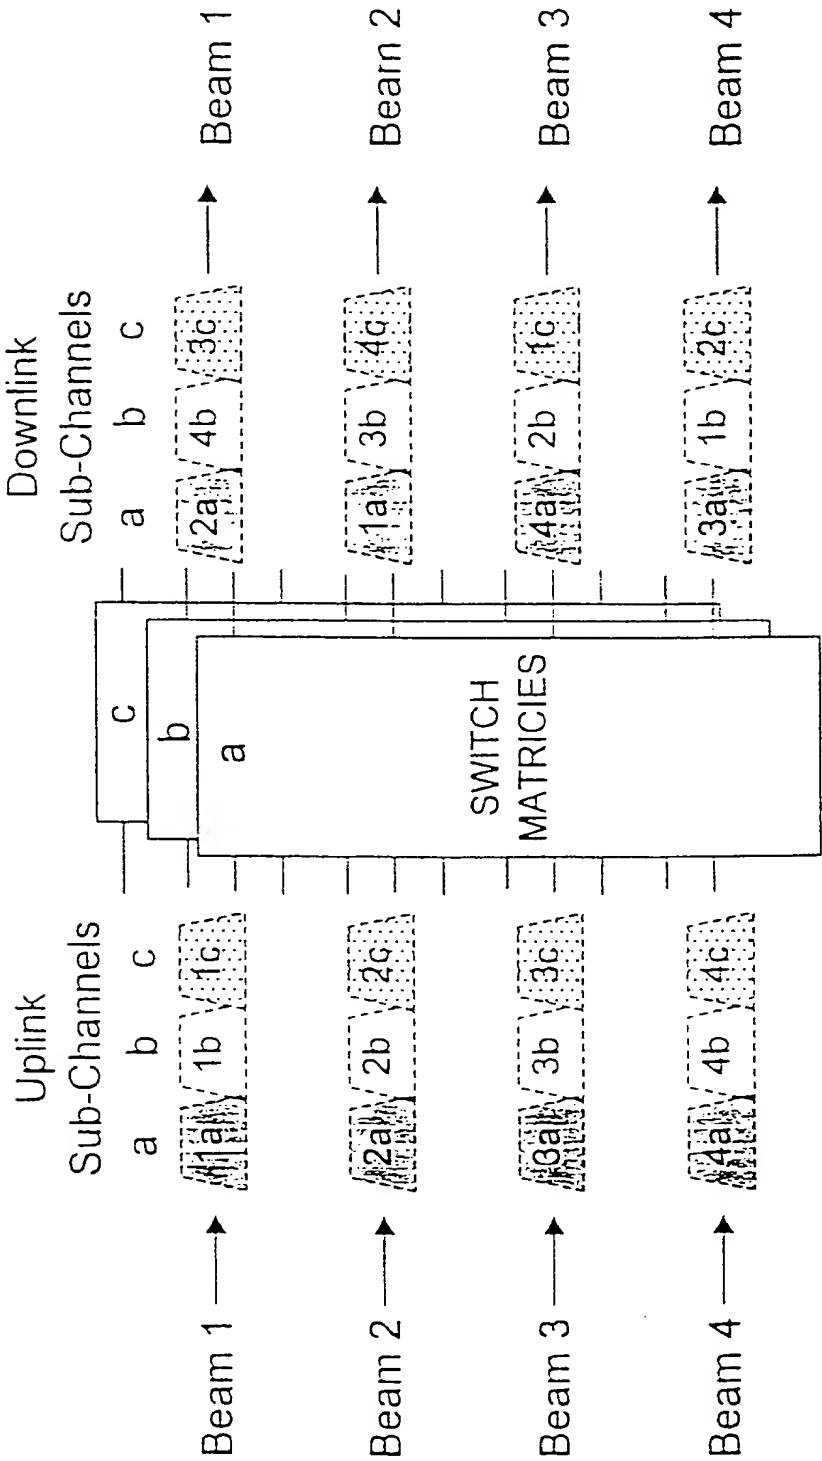 Uplink
Sub-Channels
a b c
Beam 1
1a 1b 1c
Beam 2
2a 2b 2c
Beam 3
3a 3b 3c
Beam 4
4a 4b 4c
c
b
a
SWITCH
MATRICIES
Downlink
Sub-Channels
a b c
2a 4b 3c
Beam 1
1a 3b 4c
Beam 2
4a 2b 1c
Beam 3
3a 1b 2c
Beam 4